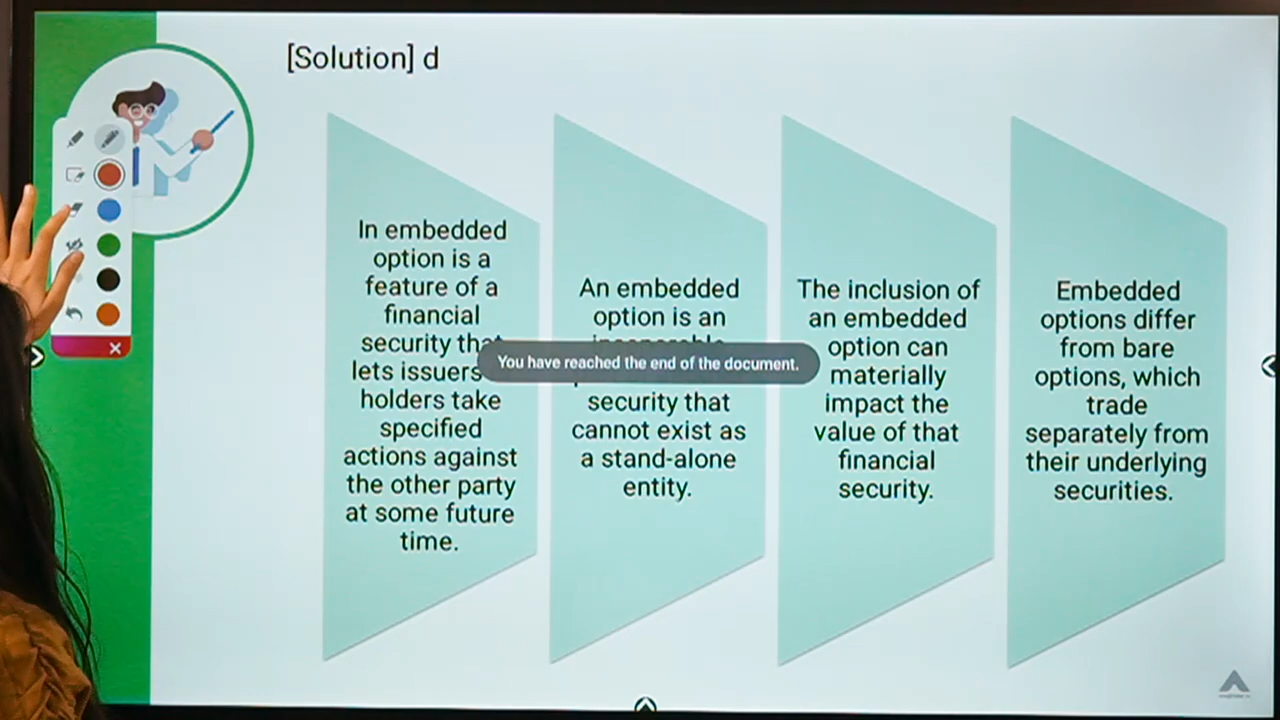 [Solution] d
In embedded
option is a
feature of a
financial
security that
lets issuers
holders take
specified
actions against
the other party
at some future
time.
An embedded
option is an
security that
cannot exist as
a stand-alone
entity.
The inclusion of
an embedded
option can
materially
impact the
value of that
financial
security.
Embedded
options differ
from bare
options, which
trade
separately from
their underlying
securities.
You have reached the end of the document.